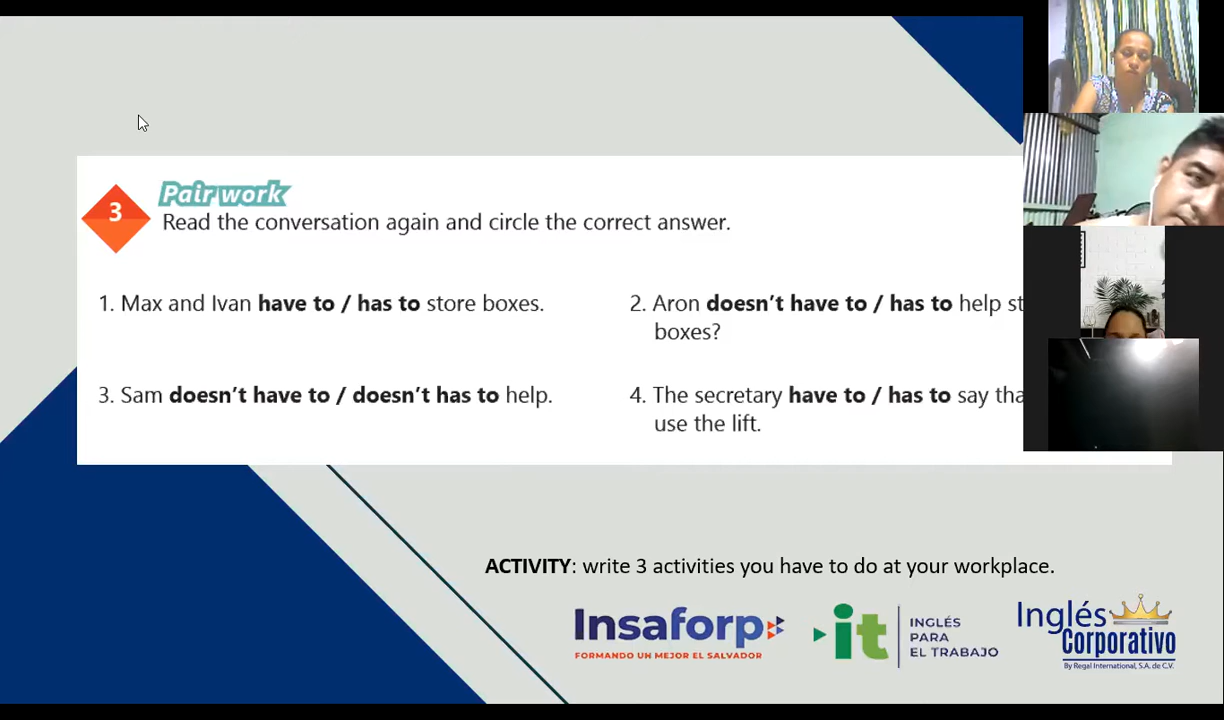 3
Pair work
Read the conversation again and circle the correct answer.
1. Max and Ivan have to / has to store boxes.
2. Aron doesn't have to / has to help
boxes?
3. Sam doesn't have to / doesn't has to help.
4. The secretary have to / has to say
use the lift.
ACTIVITY: write 3 activities you have to do at your workplace.
Insaforp
FORMANDO UN MEJOR EL SALVADOR
it
INGLÉS
PARA
EL TRABAJO
Inglés
Corporativo
By Regal International, S.A. de C.V.